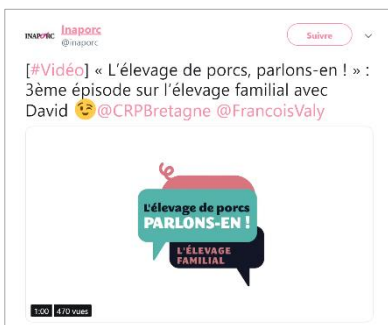 INAPORC
Inaporc
@inaporc
Suivre
[#Vidéo] « L'élevage de porcs, parlons-en ! » :
3ème épisode sur l'élevage familial avec
David 😉@CRPBretagne @FrancoisValy
L'élevage de porcs
PARLONS-EN !
L'ÉLEVAGE
FAMILIAL
1:00 470 vues